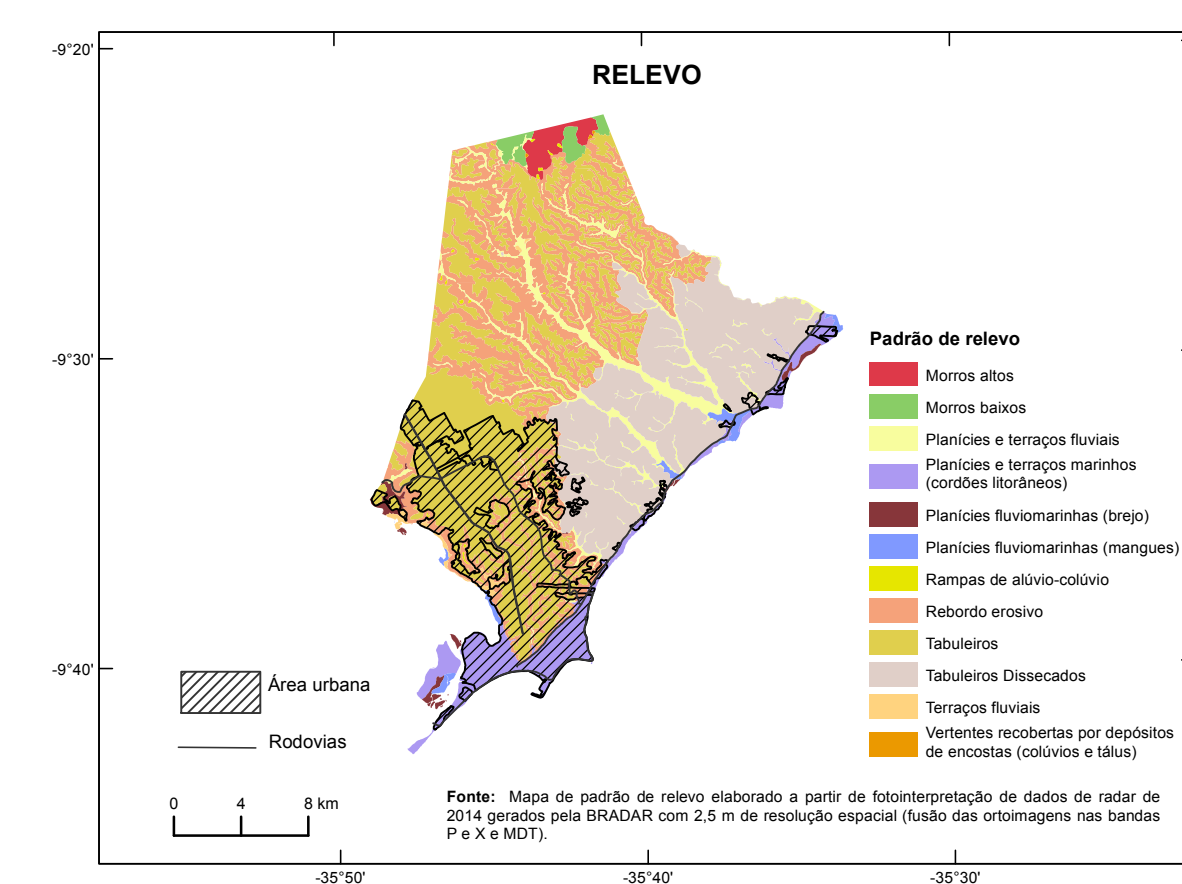 RELEVO
-9°20'
-9°30'
-9°40'
Padrão de relevo
Morros altos
Morros baixos
Planícies e terraços fluviais
Planícies e terraços marinhos
(cordões litorâneos)
Planícies fluviomarinhas (brejo)
Planícies fluviomarinhas (mangues)
Rampas de alúvio-colúvio
Rebordo erosivo
Tabuleiros
Tabuleiros Dissecados
Terraços fluviais
Vertentes recobertas por depósitos
de encostas (colúvios e tálus)
Área urbana
Rodovias
0 4 8 km
Fonte: Mapa de padrão de relevo elaborado a partir de fotointerpretação de dados de radar de
2014 gerados pela BRADAR com 2,5 m de resolução espacial (fusão das ortoimagens nas bandas
P e X e MDT).
-35°50' -35°40' -35°30'